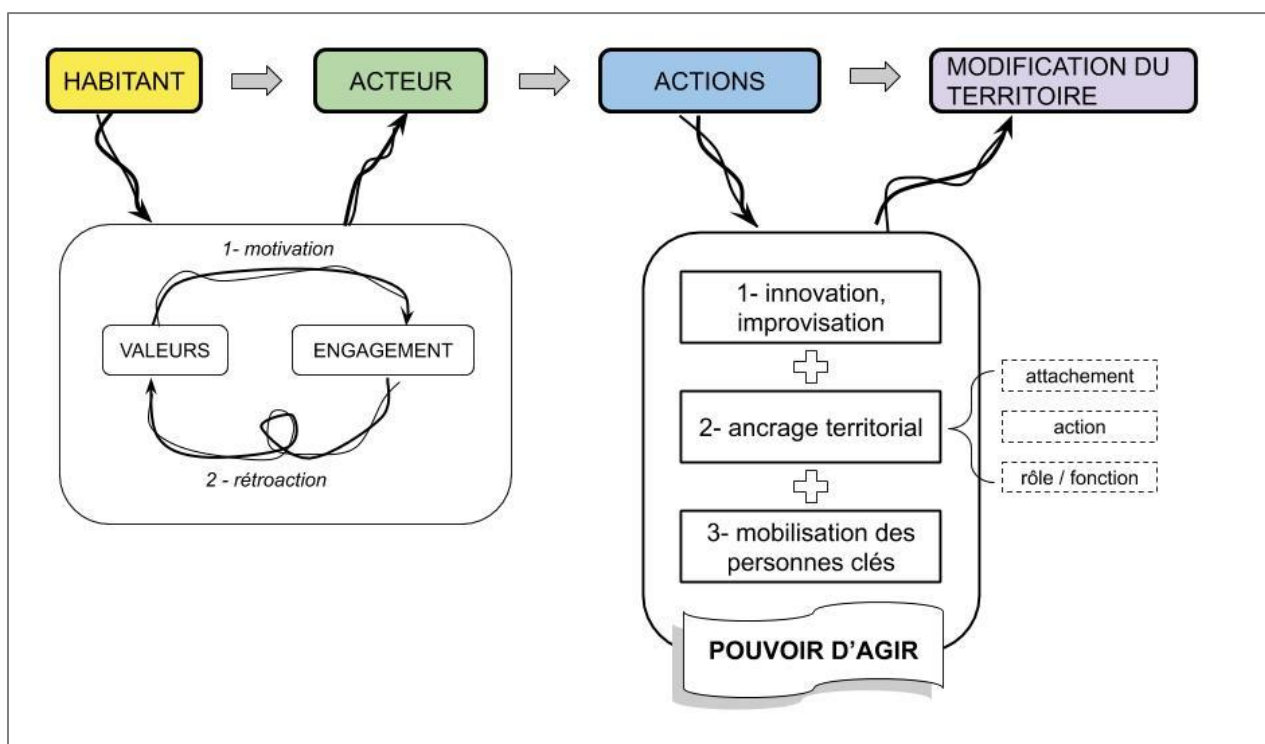 HABITANT
ACTEUR
ACTIONS
MODIFICATION DU
TERRITOIRE
1- motivation
VALEURS
ENGAGEMENT
2 - rétroaction
1- innovation,
improvisation
2- ancrage territorial
attachement
action
rôle / fonction
3- mobilisation des
personnes clés
POUVOIR D'AGIR